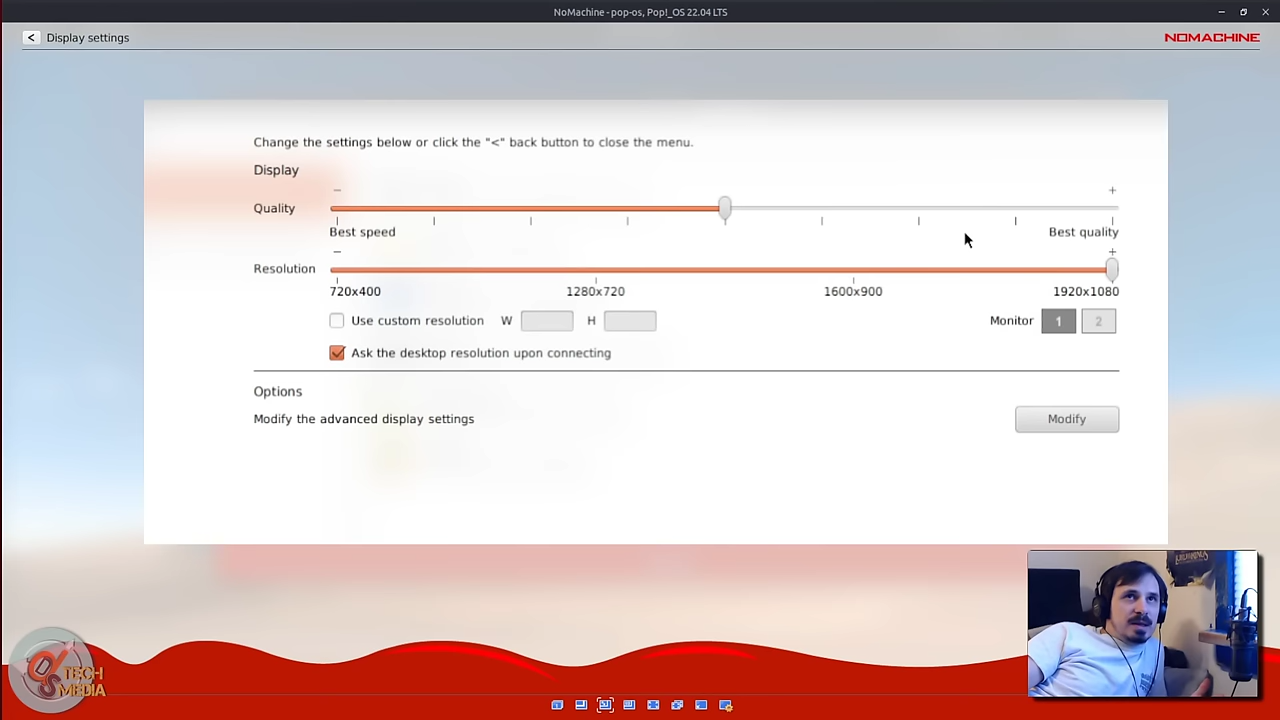 NoMachine - pop-os, Pop!_OS 22.04 LTS
< Display settings
NOMACHINE
Change the settings below or click the "<" back button to close the menu.
Display
Quality
Best speed
Best quality
Resolution
720x400
1280x720
1600x900
1920x1080
Use custom resolution W H
Monitor 1 2
Ask the desktop resolution upon connecting
Options
Modify the advanced display settings
Modify
TECH
MEDIA